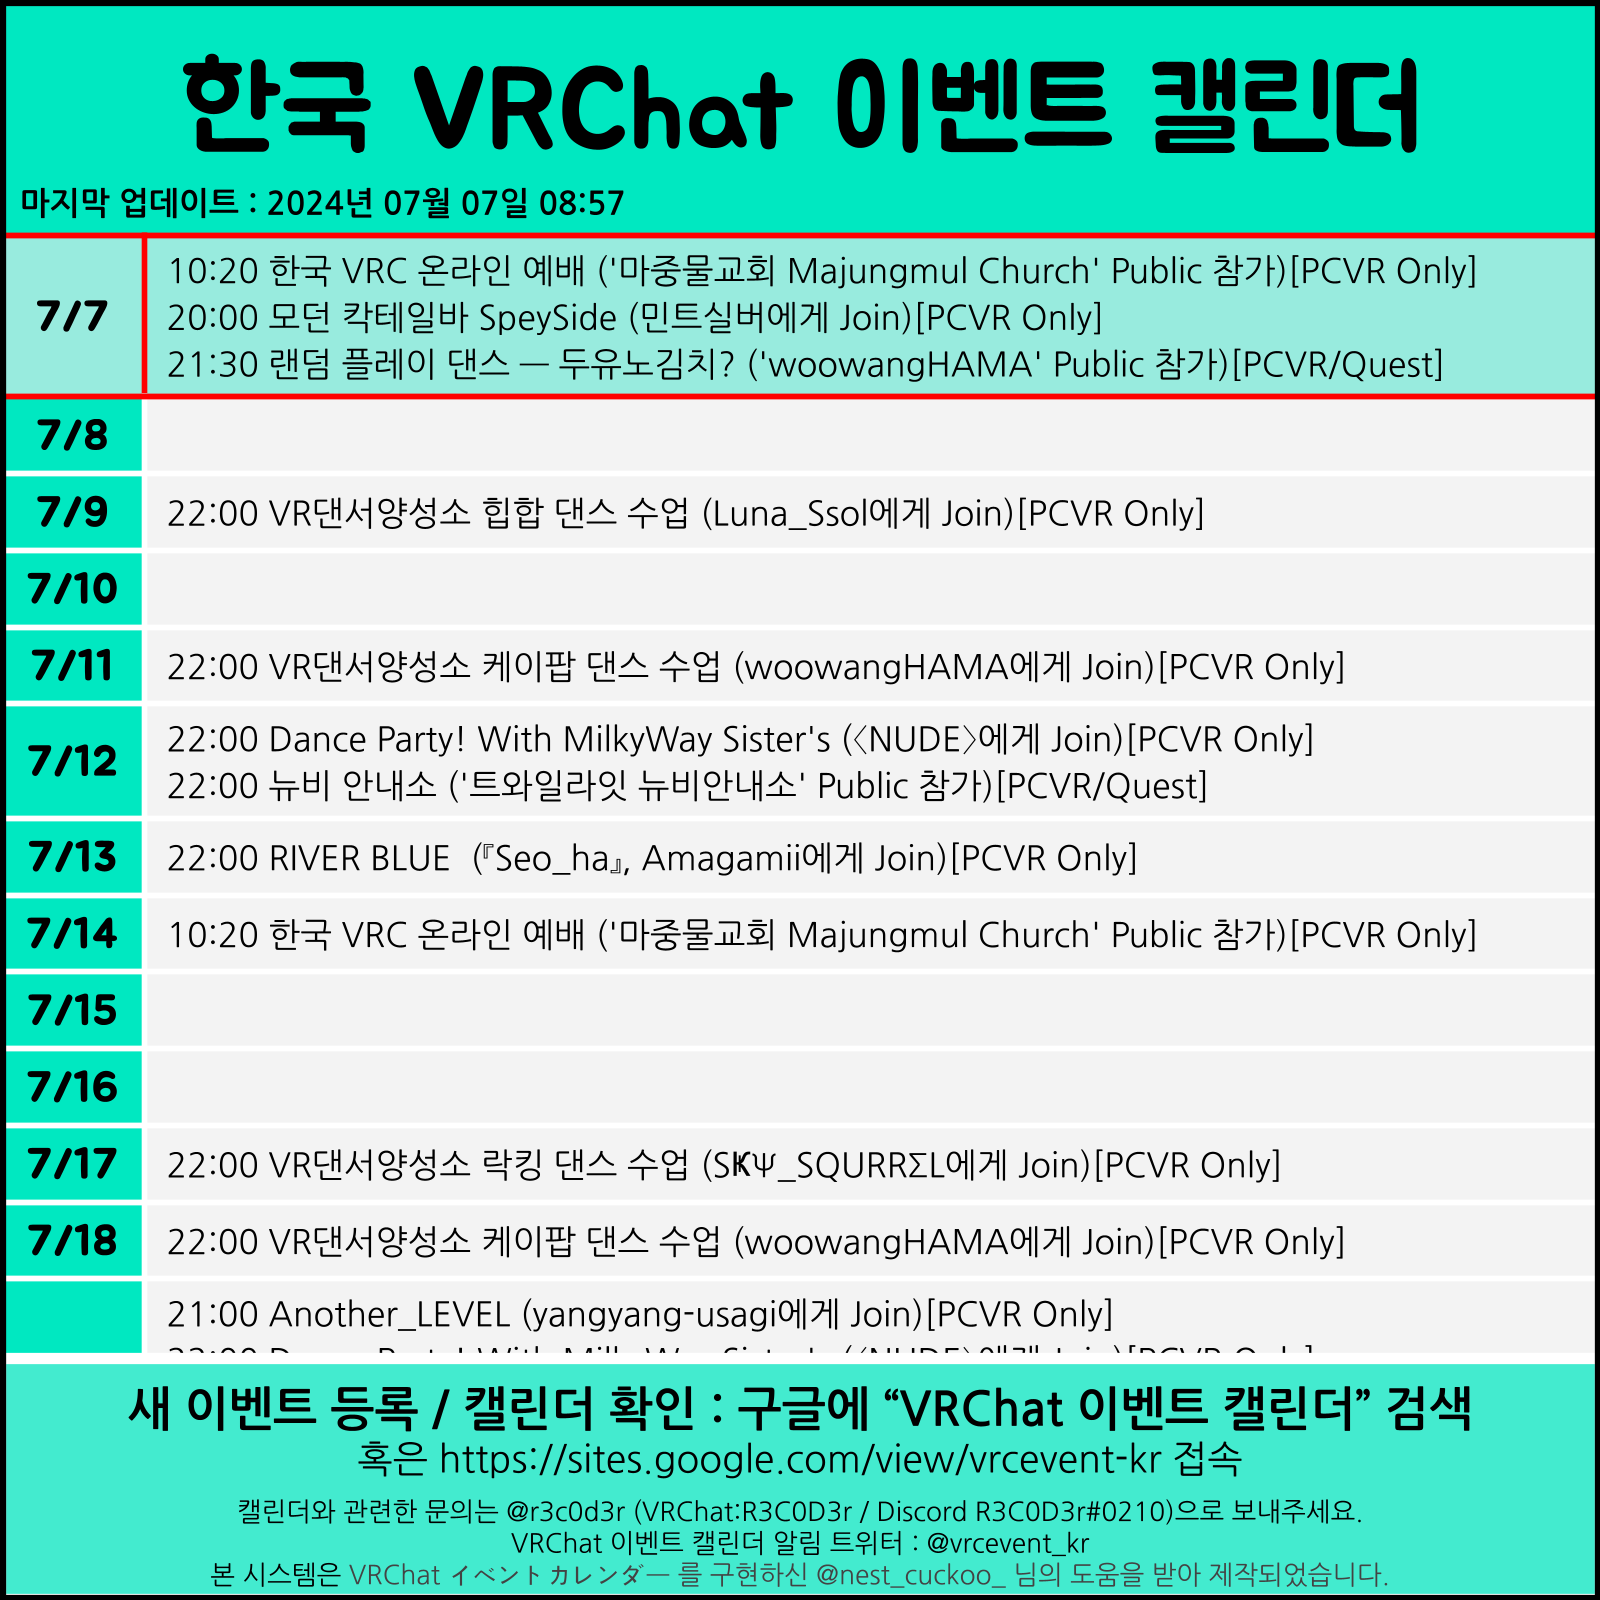 한국 VRChat 이벤트 캘린더
마지막 업데이트 : 2024년 07월 07일 08:57
7/7
10:20 한국 VRC 온라인 예배 ('마중물교회 Majungmul Church' Public 참가)[PCVR Only]
20:00 모던 칵테일바 SpeySide (민트실버에게 Join)[PCVR Only]
21:30 랜덤 플레이 댄스 — 두유노김치? ('woowangHAMA' Public 참가)[PCVR/Quest]
7/8
7/9
22:00 VR댄서양성소 힙합 댄스 수업 (Luna_Ssol에게 Join)[PCVR Only]
7/10
7/11
22:00 VR댄서양성소 케이팝 댄스 수업 (woowangHAMA에게 Join)[PCVR Only]
7/12
22:00 Dance Party! With MilkyWay Sister's (〈NUDE〉에게 Join)[PCVR Only]
22:00 뉴비 안내소 ('트와일라잇 뉴비안내소' Public 참가)[PCVR/Quest]
7/13
22:00 RIVER BLUE (『Seo_ha』, Amagamii에게 Join)[PCVR Only]
7/14
10:20 한국 VRC 온라인 예배 ('마중물교회 Majungmul Church' Public 참가)[PCVR Only]
7/15
7/16
7/17
22:00 VR댄서양성소 락킹 댄스 수업 (S₭Ψ_SQURRΣL에게 Join)[PCVR Only]
7/18
22:00 VR댄서양성소 케이팝 댄스 수업 (woowangHAMA에게 Join)[PCVR Only]
21:00 Another_LEVEL (yangyang-usagi에게 Join)[PCVR Only]
새 이벤트 등록 / 캘린더 확인 : 구글에 “VRChat 이벤트 캘린더” 검색
혹은 https://sites.google.com/view/vrcevent-kr 접속
캘린더와 관련한 문의는 @r3c0d3r (VRChat:R3C0D3r / Discord R3C0D3r#0210)으로 보내주세요.
VRChat 이벤트 캘린더 알림 트위터 : @vrcevent_kr
본 시스템은 VRChat イベントカレンダー 를 구현하신 @nest_cuckoo_ 님의 도움을 받아 제작되었습니다.